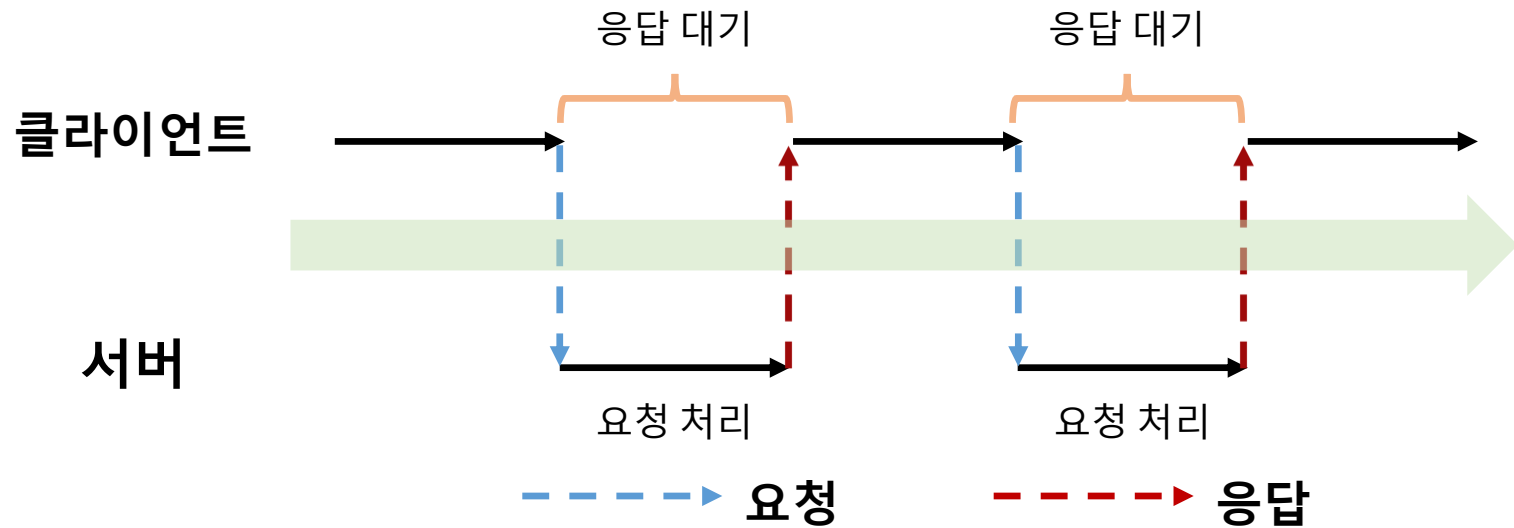 응답 대기
응답 대기
클라이언트
서버
요청 처리
요청 처리
요청
응답